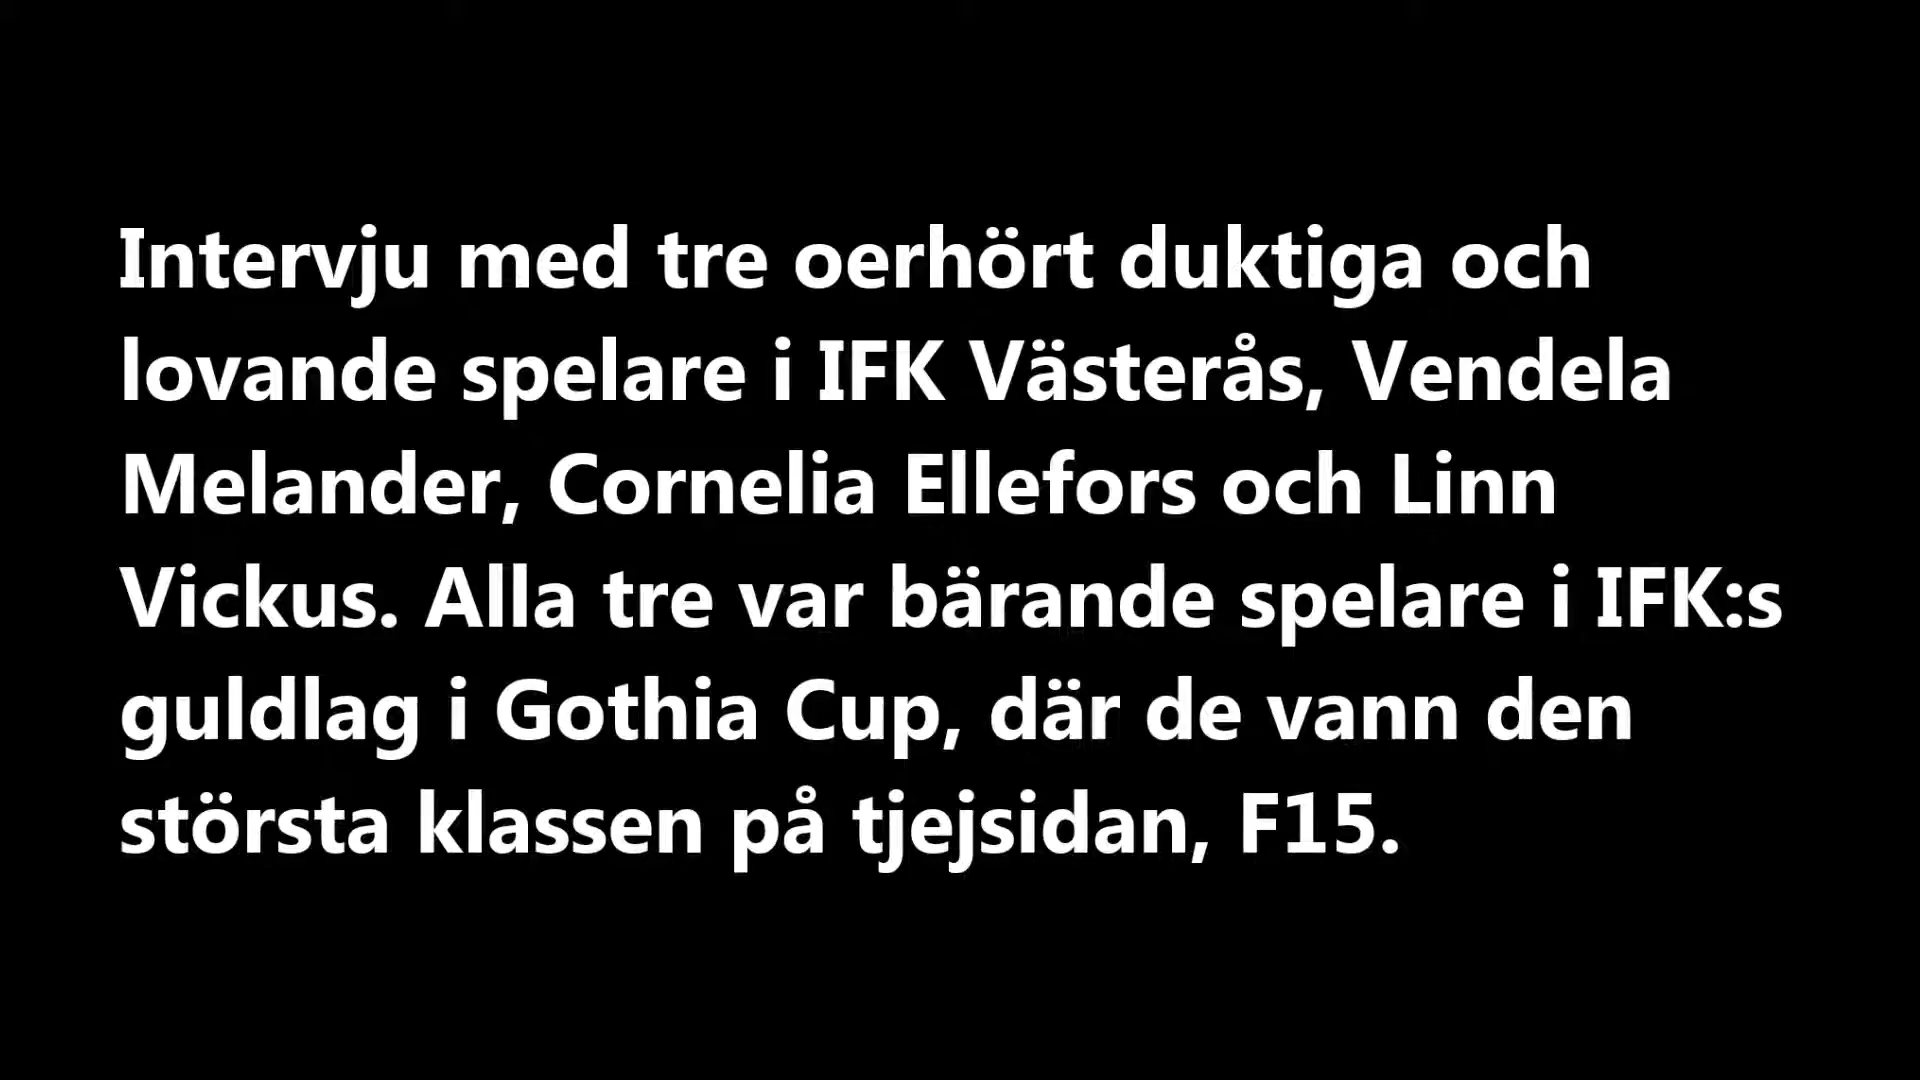 Intervju med tre oerhört duktiga och
lovande spelare i IFK Västerås, Vendela
Melander, Cornelia Ellefors och Linn
Vickus. Alla tre var bärande spelare i IFK:s
guldlag i Gothia Cup, där de vann den
största klassen på tjejsidan, F15.